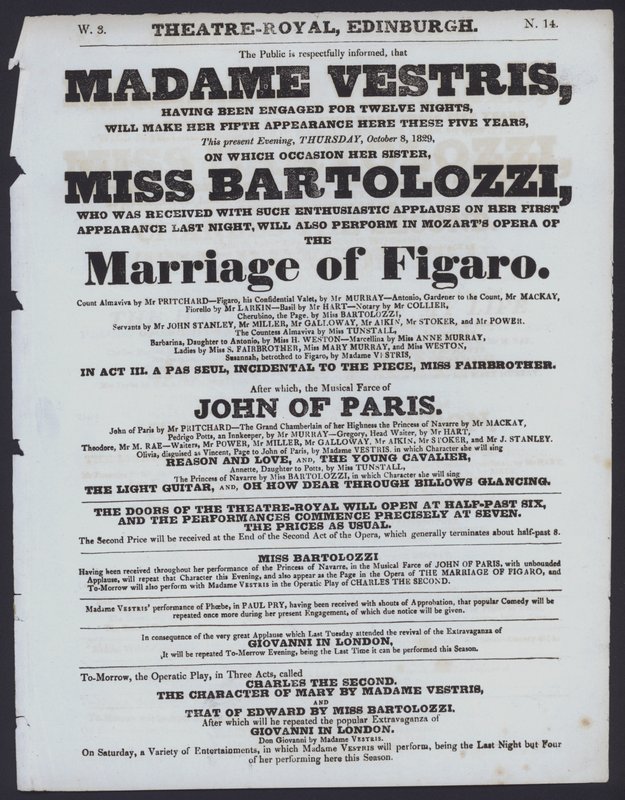 W. 3. THEATRE-ROYAL, EDINBURGH. N. 14.
The Public is respectfully informed, that
MADAME VESTRIS,
HAVING BEEN ENGAGED FOR TWELVE NIGHTS,
WILL MAKE HER FIFTH APPEARANCE HERE THESE FIVE YEARS,
This present Evening, THURSDAY, October 8, 1829,
ON WHICH OCCASION HER SISTER,
MISS BARTOLOZZI,
WHO WAS RECEIVED WITH SUCH ENTHUSIASTIC APPLAUSE ON HER FIRST
APPEARANCE LAST NIGHT, WILL ALSO PERFORM IN MOZART'S OPERA OF
THE
Marriage of Figaro.
Count Almaviva by Mr PRITCHARD—Figaro, his Confidential Valet, by Mr MURRAY—Antonio, Gardener to the Count, Mr MACKAY,
Fiorello by Mr LARKIN—Basil by Mr HART—Notary by Mr COLLIER,
Cherubino, the Page, by Miss BARTOLOZZI,
Servants by Mr JOHN STANLEY, Mr MILLER, Mr GALLOWAY, Mr AIKIN, Mr STOKER, and Mr POWER.
The Countess Almaviva by Miss TUNSTALL,
Barbarina, Daughter to Antonio, by Miss H. WESTON—Marcellina by Miss ANNE MURRAY,
Ladies by Miss S. FAIRBROTHER, Miss MARY MURRAY, and Miss WESTON,
Susannah, betrothed to Figaro, by Madame VESTRIS,
IN ACT III. A PAS SEUL, INCIDENTAL TO THE PIECE, MISS FAIRBROTHER.
After which, the Musical Farce of
JOHN OF PARIS.
John of Paris by Mr PRITCHARD—The Grand Chamberlain of her Highness the Princess of Navarre by Mr MACKAY,
Pedrigo Potts, an Innkeeper, by Mr MURRAY—Gregory, Head Waiter, by Mr HART,
Theodore, Mr M. RAE—Waiters, Mr POWER, Mr MILLER, Mr GALLOWAY, Mr AIKIN, Mr STOKER, and Mr J. STANLEY.
Olivia, disguised as Vincent, Page to John of Paris, by Madame VESTRIS, in which Character she will sing
REASON AND LOVE, AND, THE YOUNG CAVALIER,
Annette, Daughter to Potts, by Miss TUNSTALL,
The Princess of Navarre by Miss BARTOLOZZI, in which Character she will sing
THE LIGHT GUITAR, AND, OH HOW DEAR THROUGH BILLOWS GLANCING.
THE DOORS OF THE THEATRE-ROYAL WILL OPEN AT HALF-PAST SIX,
AND THE PERFORMANCES COMMENCE PRECISELY AT SEVEN.
THE PRICES AS USUAL.
The Second Price will be received at the End of the Second Act of the Opera, which generally terminates about half-past 8.
MISS BARTOLOZZI
Having been received throughout her performance of the Princess of Navarre, in the Musical Farce of JOHN OF PARIS, with unbounded
Applause, will repeat that Character this Evening, and also appear as the Page in the Opera of THE MARRIAGE OF FIGARO, and
To-Morrow will also perform with Madame VESTRIS in the Operatic Play of CHARLES THE SECOND.
Madame VESTRIS' performance of Phœbe, in PAUL PRY, having been received with shouts of Approbation, that popular Comedy will be
repeated once more during her present Engagement, of which due notice will be given.
In consequence of the very great Applause which Last Tuesday attended the revival of the Extravaganza of
GIOVANNI IN LONDON,
It will be repeated To-Morrow Evening, being the Last Time it can be performed this Season.
To-Morrow, the Operatic Play, in Three Acts, called
CHARLES THE SECOND.
THE CHARACTER OF MARY BY MADAME VESTRIS,
AND
THAT OF EDWARD BY MISS BARTOLOZZI.
After which will be repeated the popular Extravaganza of
GIOVANNI IN LONDON.
Don Giovanni by Madame VESTRIS.
On Saturday, a Variety of Entertainments, in which Madame VESTRIS will perform, being the Last Night but Four
of her performing here this Season.